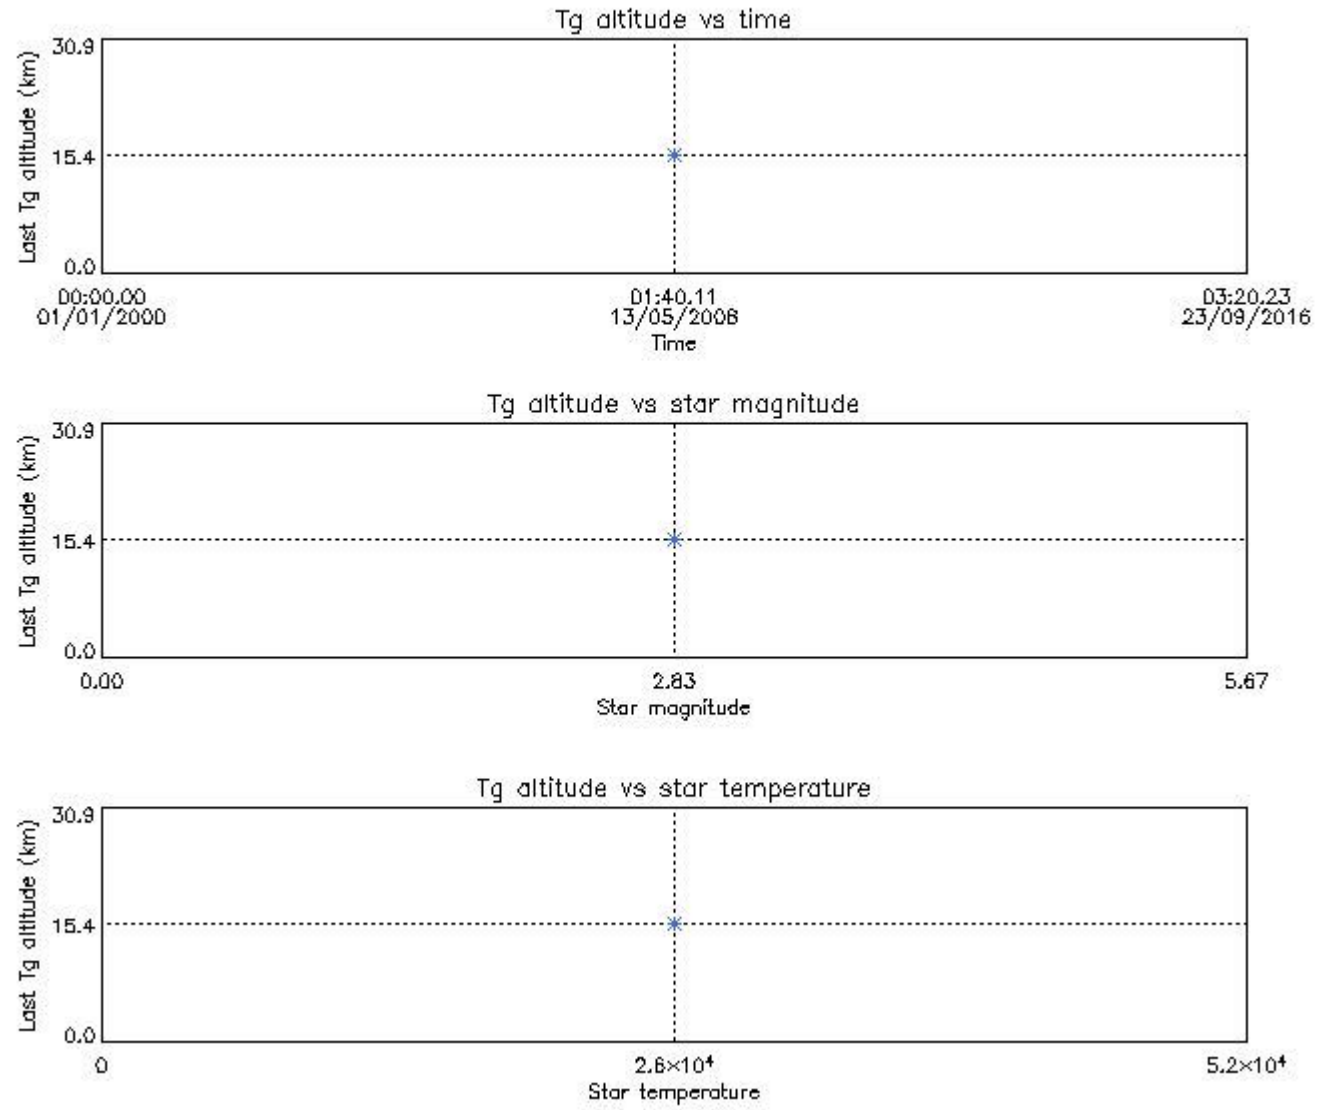 Tg altitude vs time
30.9
15.4
0.0
Last Tg altitude (km)
00:00.00 01:40.11 03:20.23
01/01/2000 13/05/2008 23/09/2016
Time
Tg altitude vs star magnitude
30.9
15.4
0.0
Last Tg altitude (km)
0.00 2.83 5.67
Star magnitude
Tg altitude vs star temperature
30.9
15.4
0.0
Last Tg altitude (km)
0 2.6×10⁴ 5.2×10⁴
Star temperature